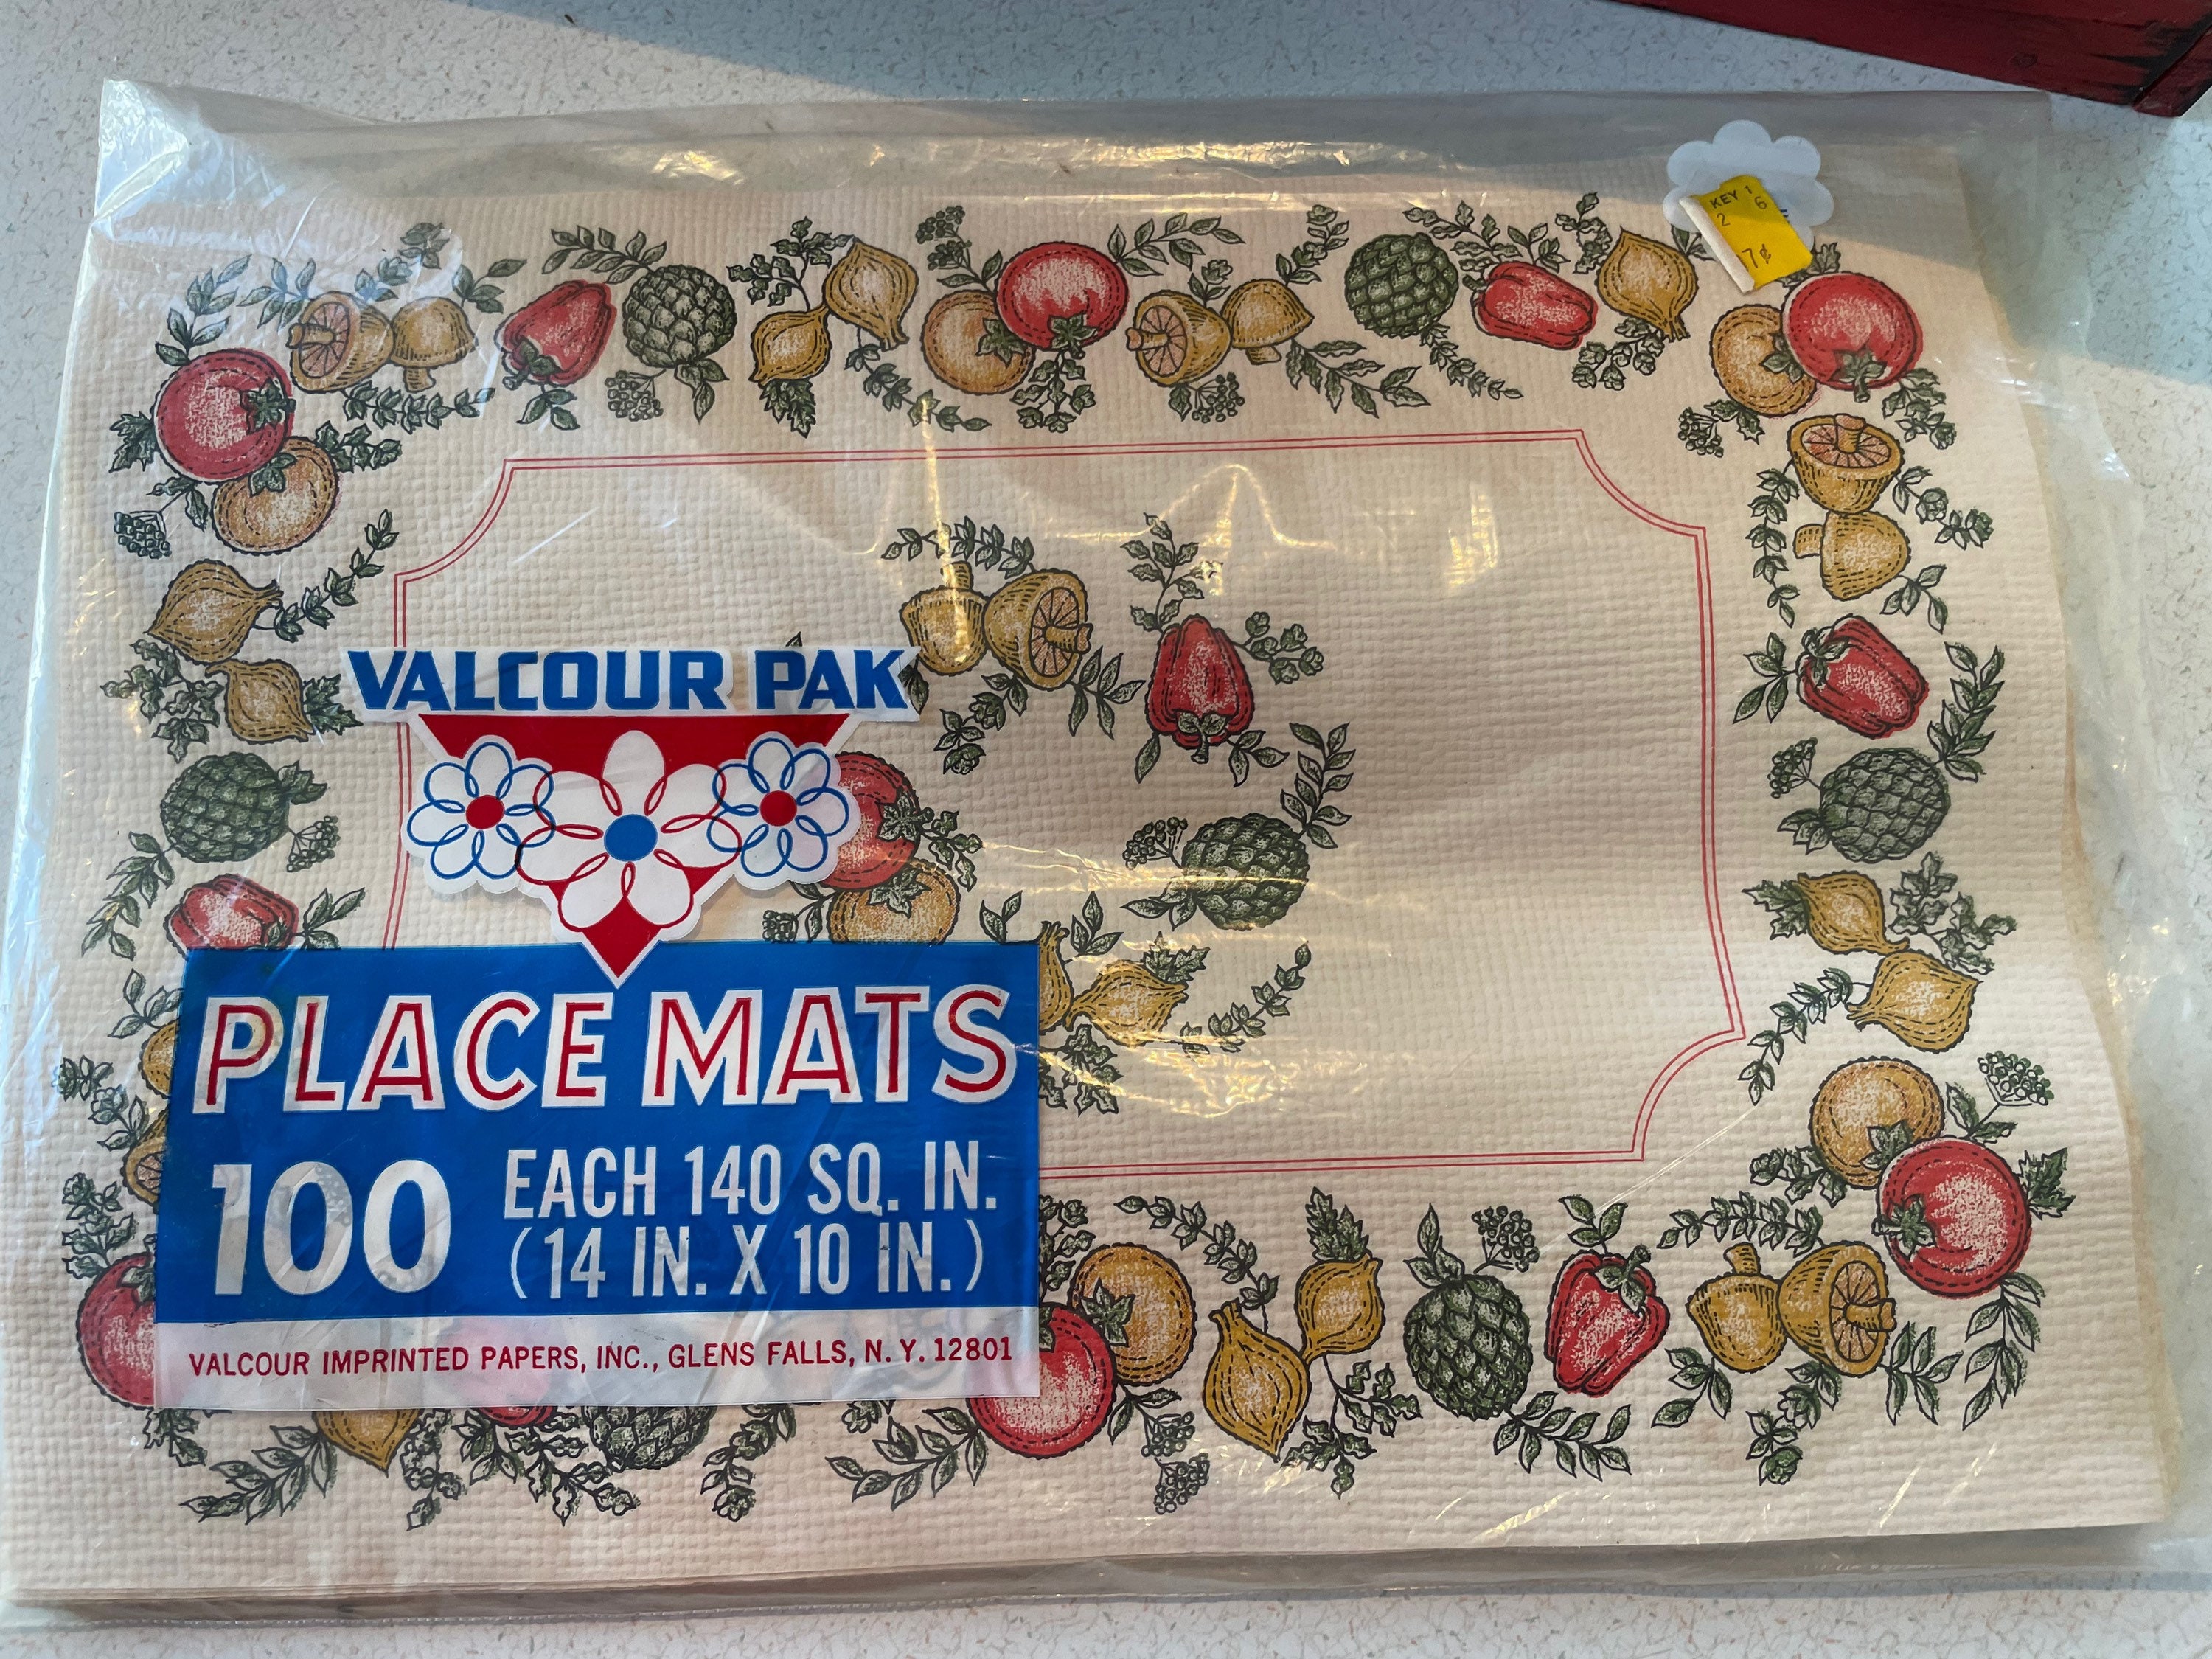 KEY 1
2 6
7¢
VALCOUR PAK
PLACE MATS
100
EACH 140 SQ. IN.
(14 IN. X 10 IN.)
VALCOUR IMPRINTED PAPERS, INC., GLENS FALLS, N. Y. 12801